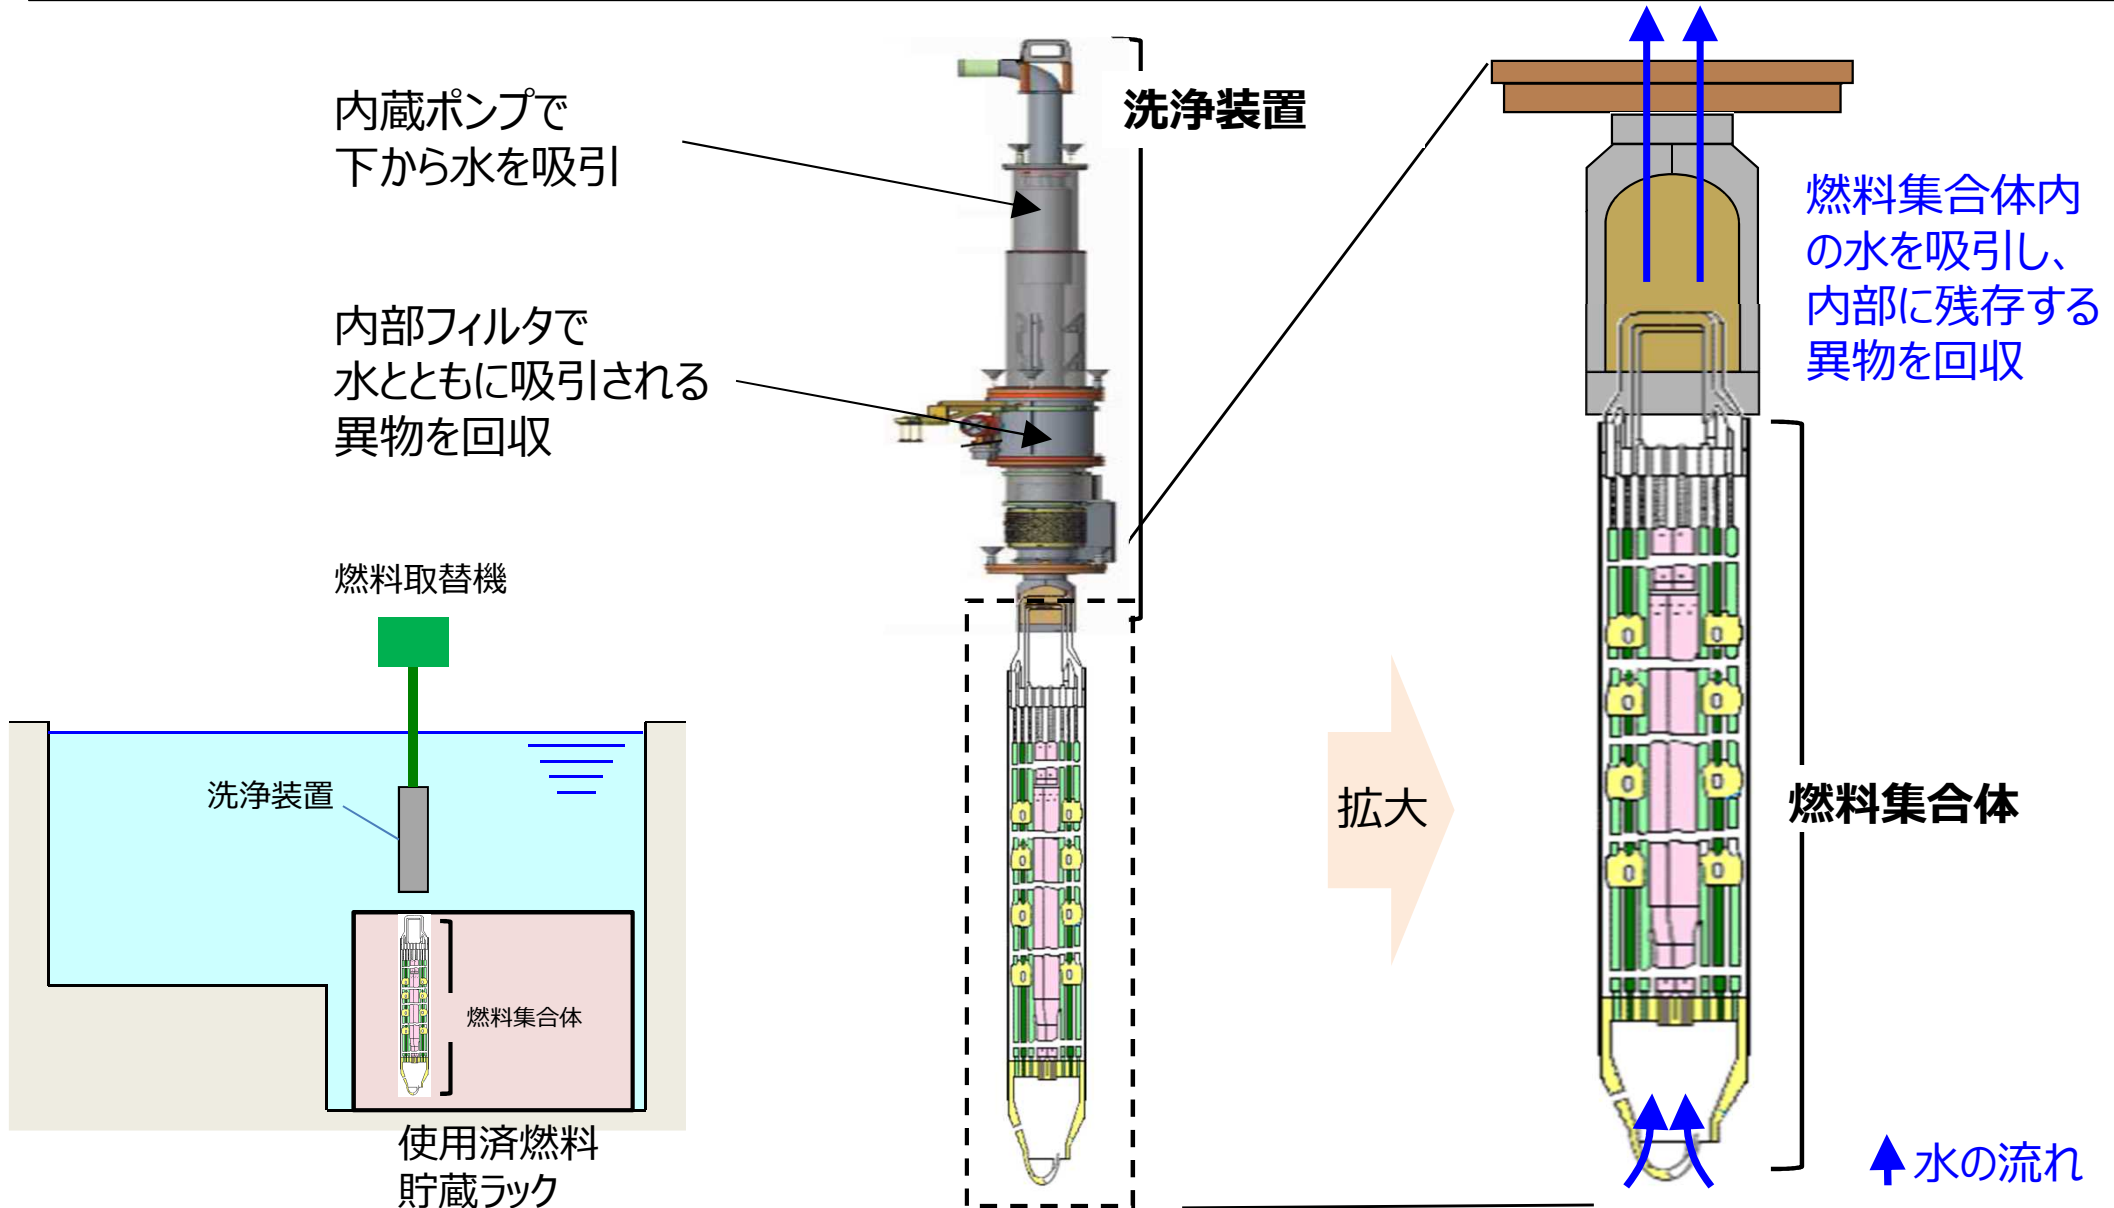 内蔵ポンプで
下から水を吸引
洗浄装置
内部フィルタで
水とともに吸引される
異物を回収
燃料集合体内
の水を吸引し、
内部に残存する
異物を回収
燃料取替機
洗浄装置
燃料集合体
使用済燃料
貯蔵ラック
拡大
燃料集合体
水の流れ